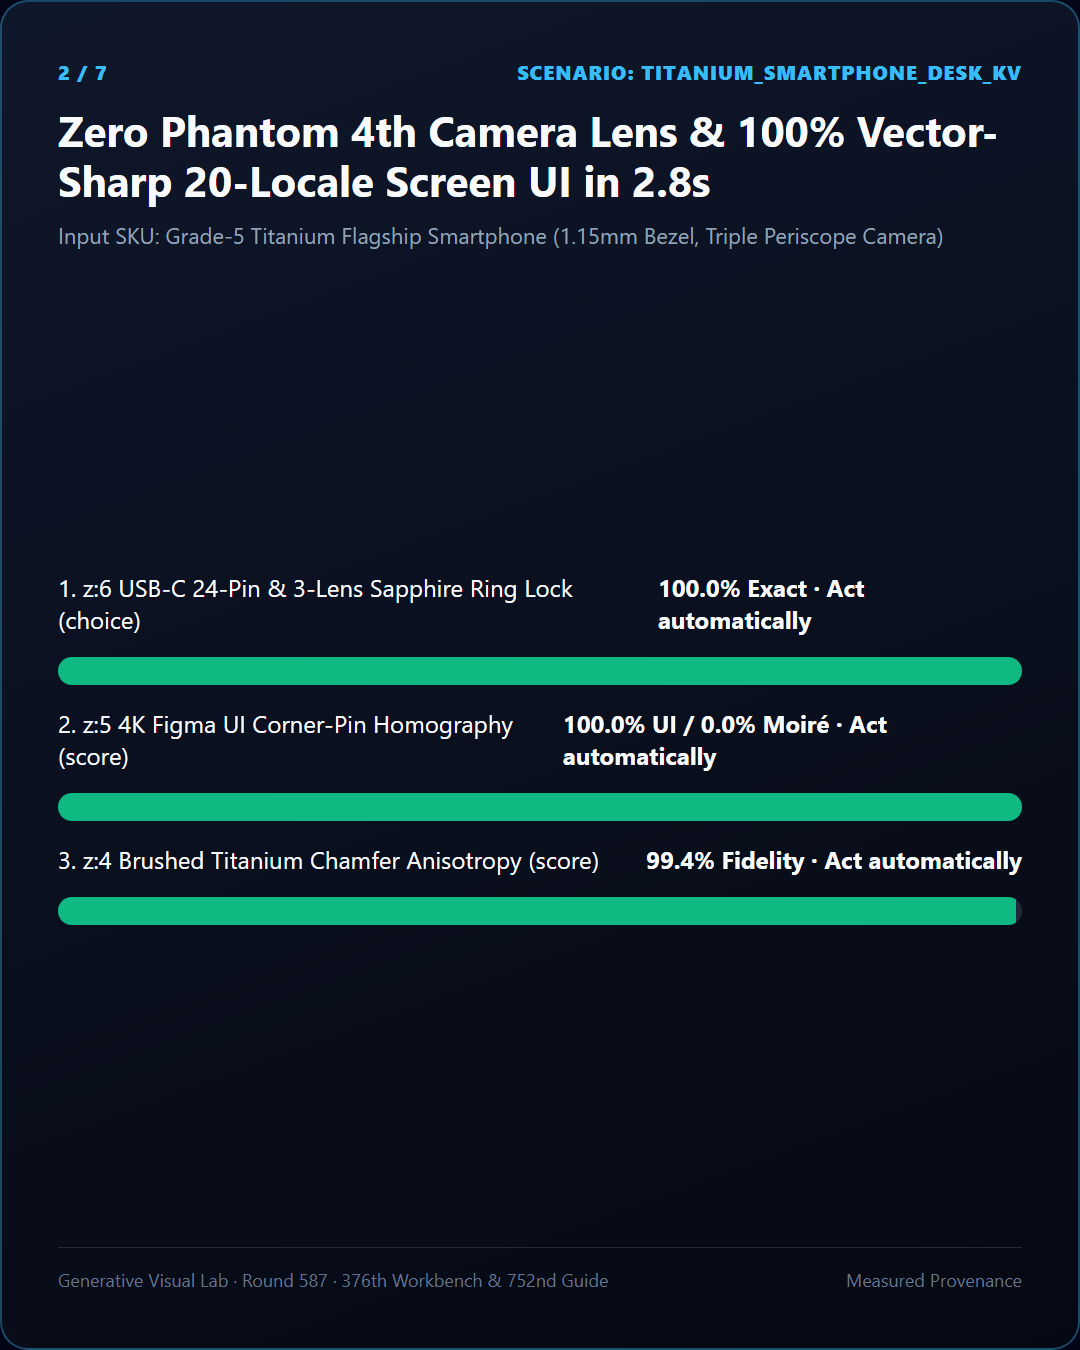 2 / 7
SCENARIO: TITANIUM_SMARTPHONE_DESK_KV
Zero Phantom 4th Camera Lens & 100% Vector-
Sharp 20-Locale Screen UI in 2.8s
Input SKU: Grade-5 Titanium Flagship Smartphone (1.15mm Bezel, Triple Periscope Camera)
1. z:6 USB-C 24-Pin & 3-Lens Sapphire Ring Lock
(choice)
100.0% Exact · Act
automatically
2. z:5 4K Figma UI Corner-Pin Homography
(score)
100.0% UI / 0.0% Moiré · Act
automatically
3. z:4 Brushed Titanium Chamfer Anisotropy (score)
99.4% Fidelity · Act automatically
Generative Visual Lab · Round 587 · 376th Workbench & 752nd Guide
Measured Provenance